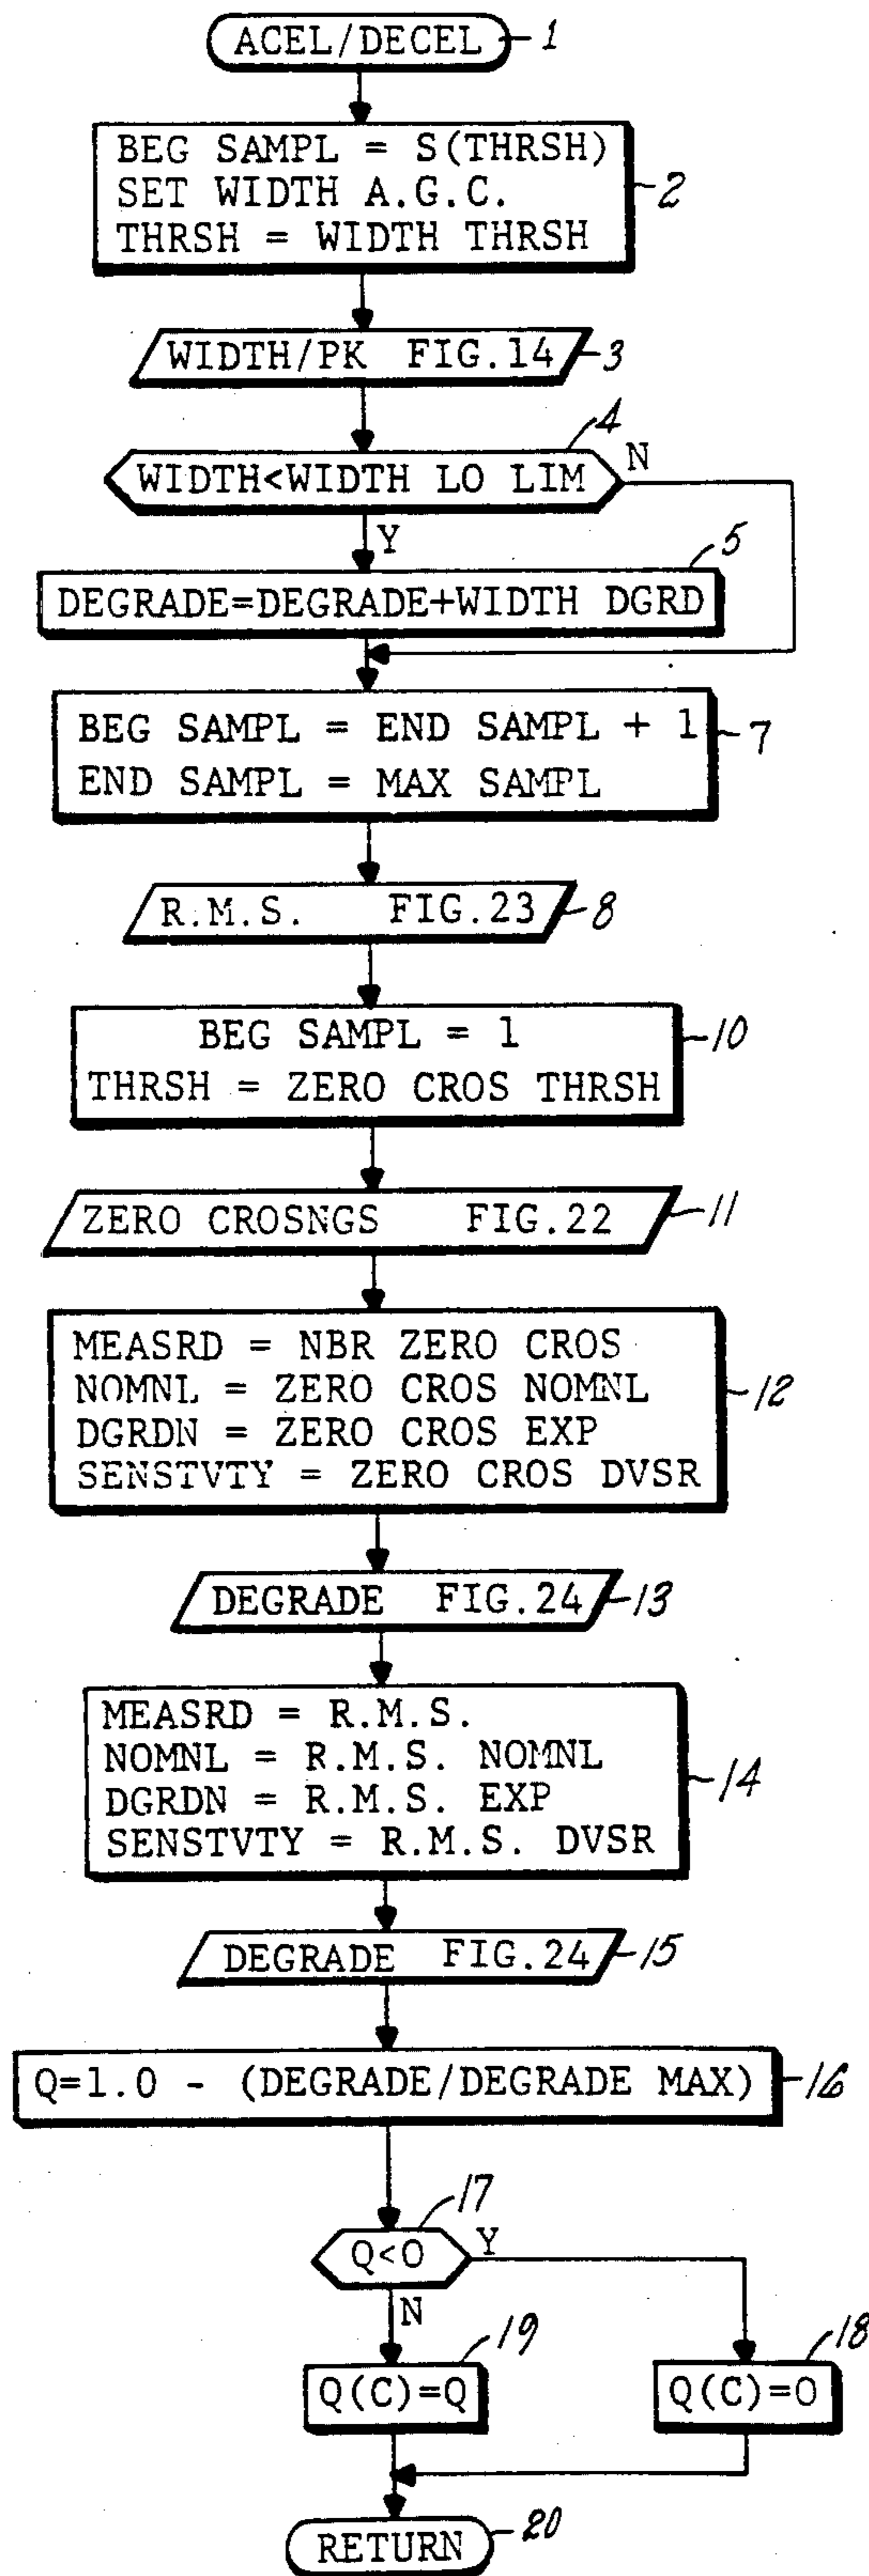 ACEL/DECEL 1
BEG SAMPL = S(THRSH)
SET WIDTH A.G.C.
THRSH = WIDTH THRSH
2
WIDTH/PK FIG.14 3
4
WIDTH<WIDTH LO LIM N
Y
5
DEGRADE=DEGRADE+WIDTH DGRD
BEG SAMPL = END SAMPL + 1
END SAMPL = MAX SAMPL
7
R.M.S. FIG.23 8
BEG SAMPL = 1
THRSH = ZERO CROS THRSH
10
ZERO CROSNGS FIG.22 11
MEASRD = NBR ZERO CROS
NOMNL = ZERO CROS NOMNL
DGRDN = ZERO CROS EXP
SENSTVTY = ZERO CROS DVSR
12
DEGRADE FIG.24 13
MEASRD = R.M.S.
NOMNL = R.M.S. NOMNL
DGRDN = R.M.S. EXP
SENSTVTY = R.M.S. DVSR
14
DEGRADE FIG.24 15
Q=1.0 - (DEGRADE/DEGRADE MAX) 16
17
Q<0 Y
N
19
18
Q(C)=Q
Q(C)=0
RETURN 20